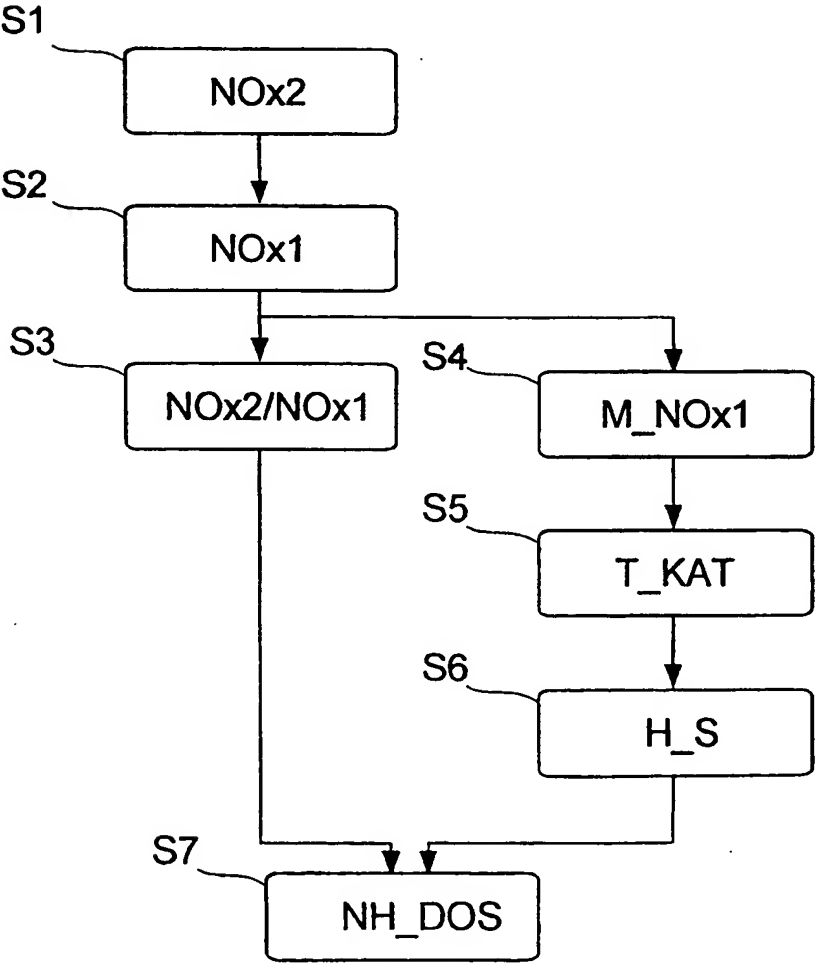 S1
NOx2
S2
NOx1
S3
NOx2/NOx1
S4
M_NOx1
S5
T_KAT
S6
H_S
S7
NH_DOS